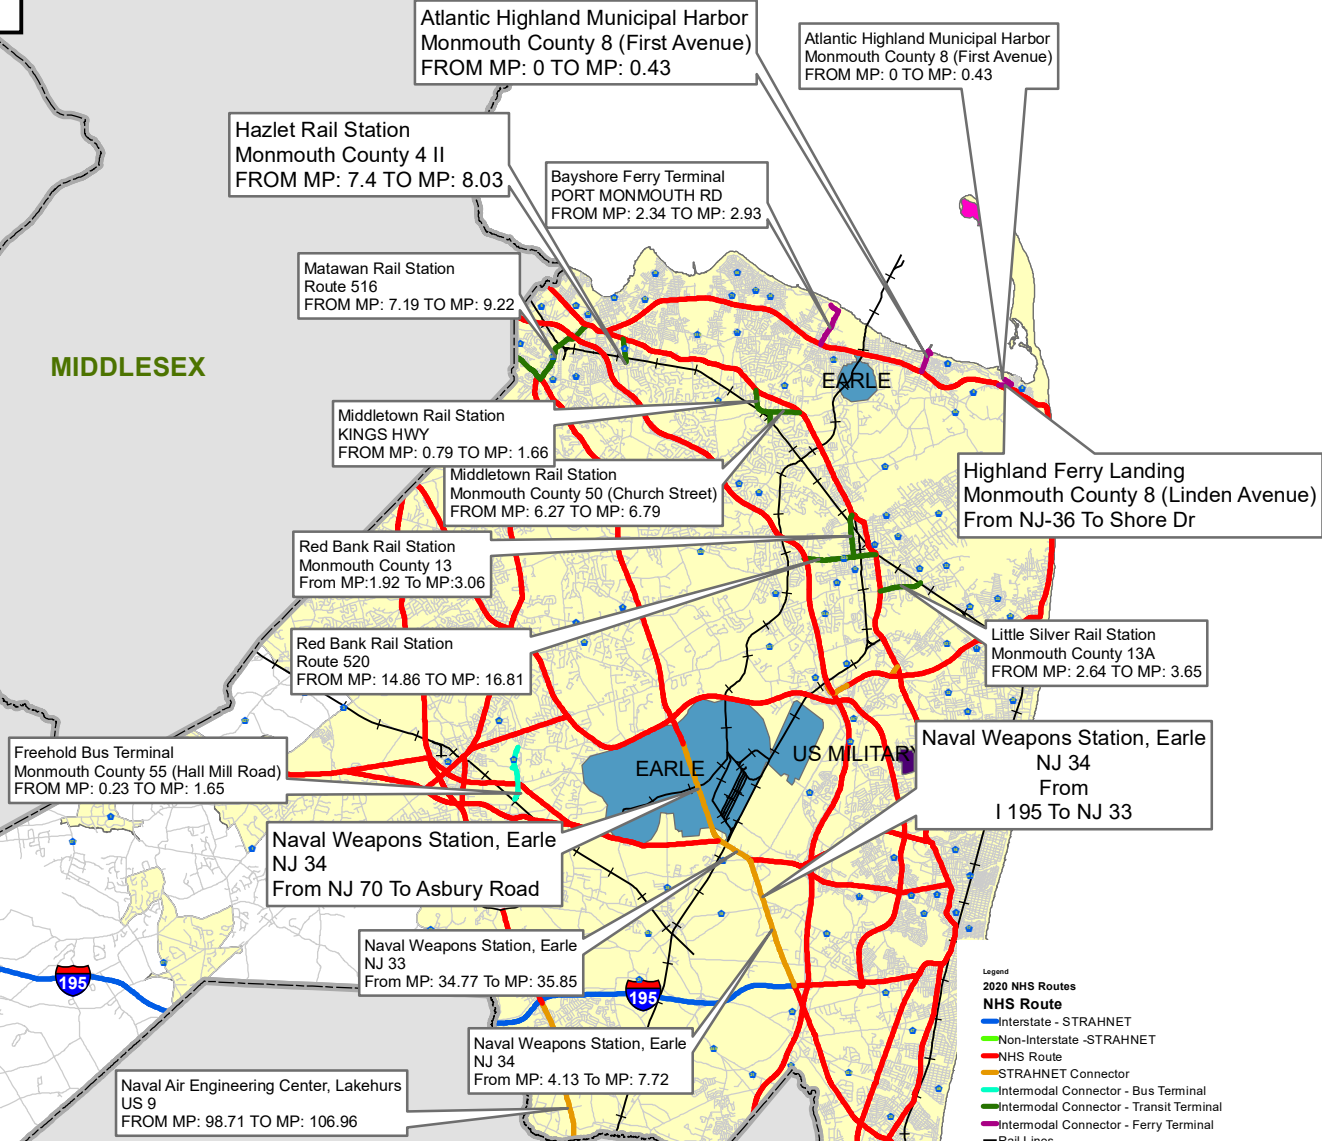 Atlantic Highland Municipal Harbor
Monmouth County 8 (First Avenue)
FROM MP: 0 TO MP: 0.43
Atlantic Highland Municipal Harbor
Monmouth County 8 (First Avenue)
FROM MP: 0 TO MP: 0.43
Hazlet Rail Station
Monmouth County 4 II
FROM MP: 7.4 TO MP: 8.03
Bayshore Ferry Terminal
PORT MONMOUTH RD
FROM MP: 2.34 TO MP: 2.93
Matawan Rail Station
Route 516
FROM MP: 7.19 TO MP: 9.22
MIDDLESEX
EARLE
Middletown Rail Station
KINGS HWY
FROM MP: 0.79 TO MP: 1.66
Middletown Rail Station
Monmouth County 50 (Church Street)
FROM MP: 6.27 TO MP: 6.79
Highland Ferry Landing
Monmouth County 8 (Linden Avenue)
From NJ-36 To Shore Dr
Red Bank Rail Station
Monmouth County 13
From MP:1.92 To MP:3.06
Red Bank Rail Station
Route 520
FROM MP: 14.86 TO MP: 16.81
Little Silver Rail Station
Monmouth County 13A
FROM MP: 2.64 TO MP: 3.65
Freehold Bus Terminal
Monmouth County 55 (Hall Mill Road)
FROM MP: 0.23 TO MP: 1.65
EARLE
US MILITARY
Naval Weapons Station, Earle
NJ 34
From
I 195 To NJ 33
Naval Weapons Station, Earle
NJ 34
From NJ 70 To Asbury Road
Naval Weapons Station, Earle
NJ 33
From MP: 34.77 To MP: 35.85
195
195
Naval Weapons Station, Earle
NJ 34
From MP: 4.13 To MP: 7.72
Naval Air Engineering Center, Lakehurs
US 9
FROM MP: 98.71 TO MP: 106.96
Legend
2020 NHS Routes
NHS Route
Interstate - STRAHNET
Non-Interstate -STRAHNET
NHS Route
STRAHNET Connector
Intermodal Connector - Bus Terminal
Intermodal Connector - Transit Terminal
Intermodal Connector - Ferry Terminal
Rail Lines